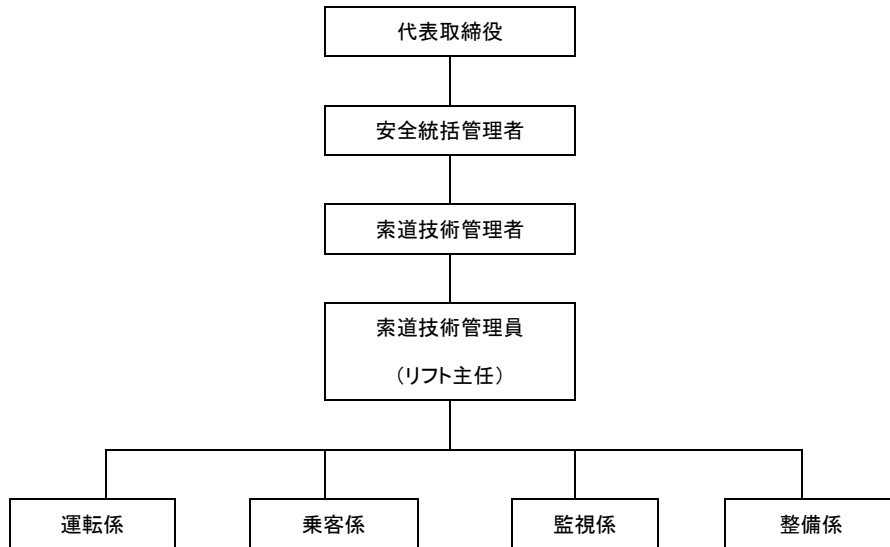 代表取締役
安全統括管理者
索道技術管理者
索道技術管理員
（リフト主任）
運転係
乗客係
監視係
整備係